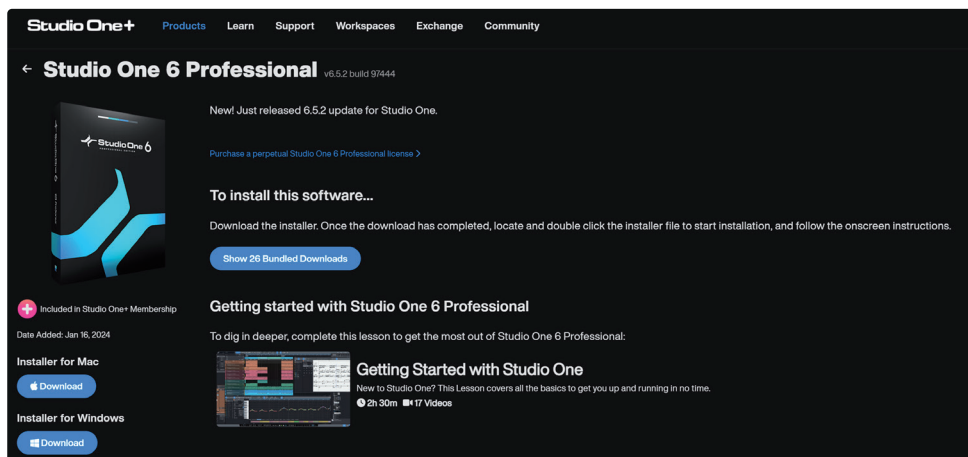 Studio One+ Products Learn Support Workspaces Exchange Community
← Studio One 6 Professional v6.5.2 build 97444
New! Just released 6.5.2 update for Studio One.
Studio One 6
Purchase a perpetual Studio One 6 Professional license >
To install this software...
Download the installer. Once the download has completed, locate and double click the installer file to start installation, and follow the onscreen instructions.
Show 26 Bundled Downloads
Included in Studio One+ Membership
Date Added: Jan 16, 2024
Installer for Mac
Download
Installer for Windows
Download
Getting started with Studio One 6 Professional
To dig in deeper, complete this lesson to get the most out of Studio One 6 Professional:
Getting Started with Studio One
New to Studio One? This Lesson covers all the basics to get you up and running in no time.
2h 30m 17 Videos